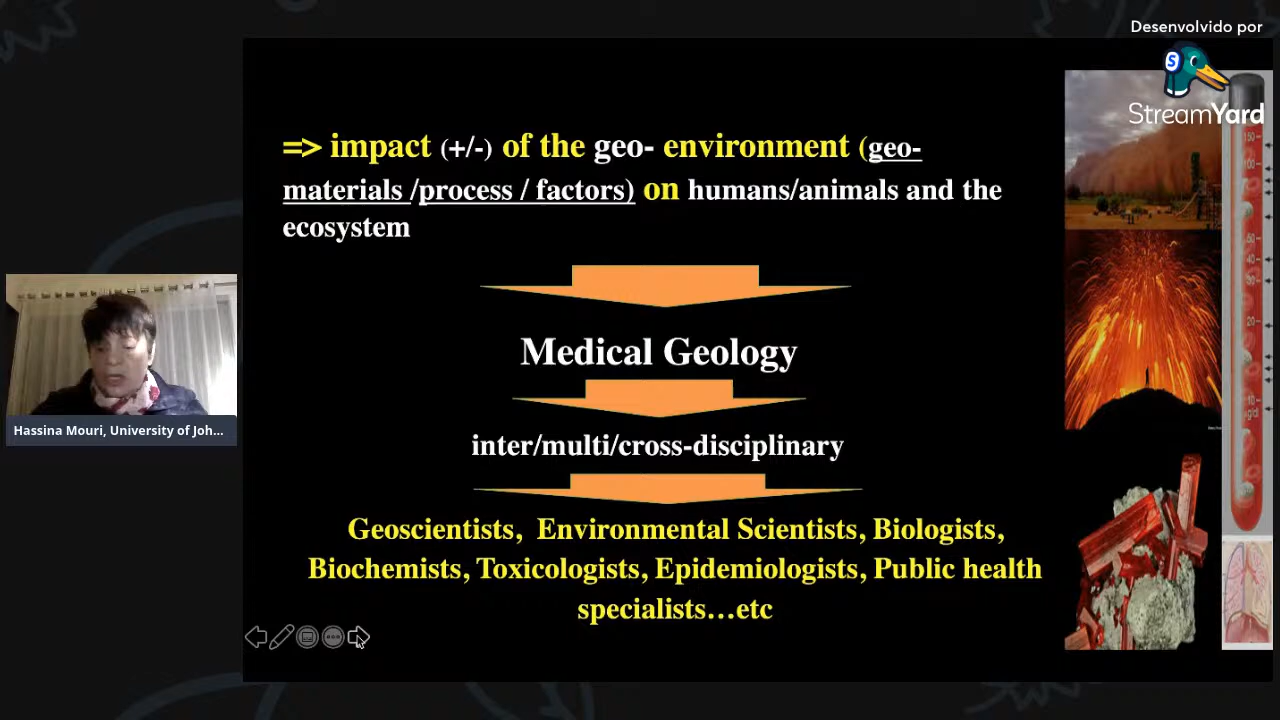 Desenvolvido por
StreamYard
=> impact (+/-) of the geo- environment (geo-
materials /process / factors) on humans/animals and the
ecosystem
Medical Geology
inter/multi/cross-disciplinary
Geoscientists, Environmental Scientists, Biologists,
Biochemists, Toxicologists, Epidemiologists, Public health
specialists...etc
Hassina Mouri, University of Joh...